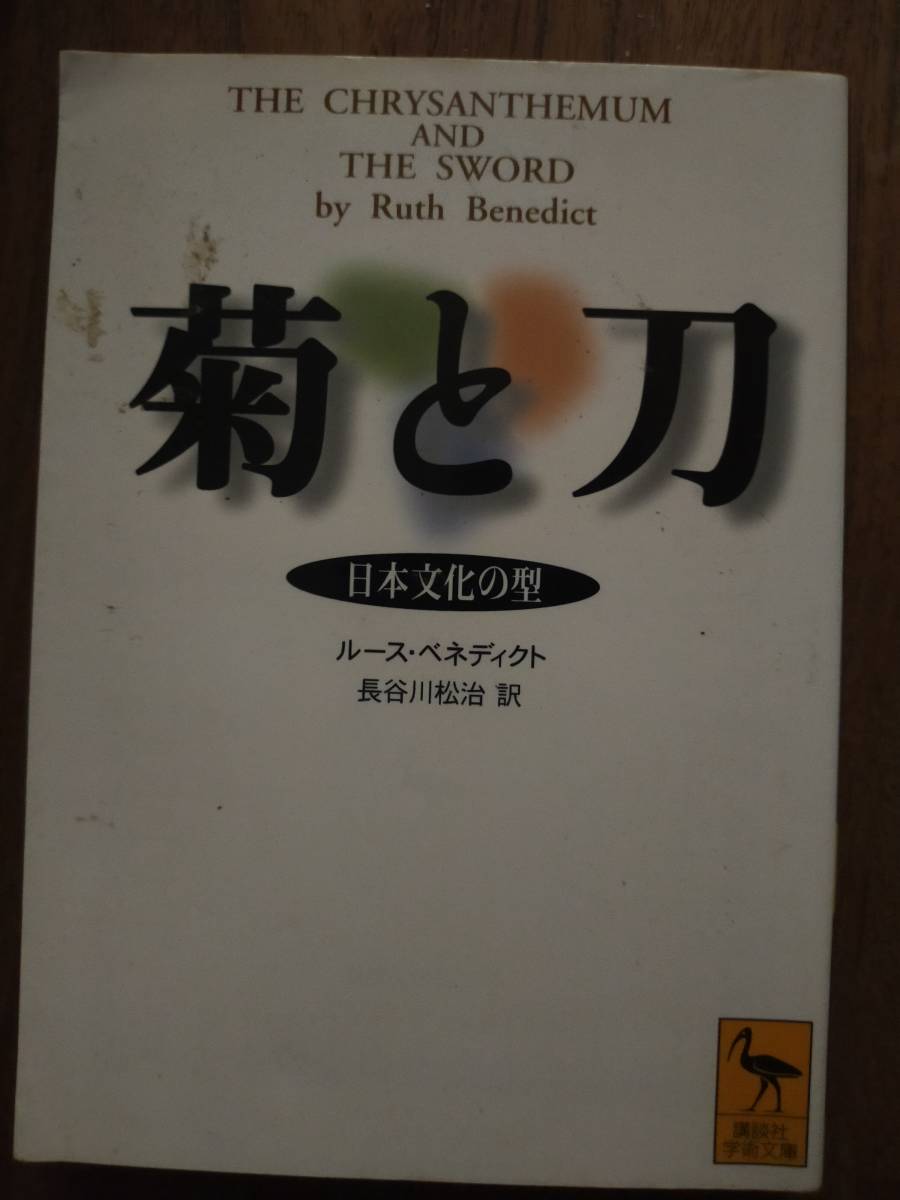 THE CHRYSANTHEMUM
AND
THE SWORD
by Ruth Benedict
菊と刀
日本文化の型
ルース・ベネディクト
長谷川松治 訳
講談社
学術文庫